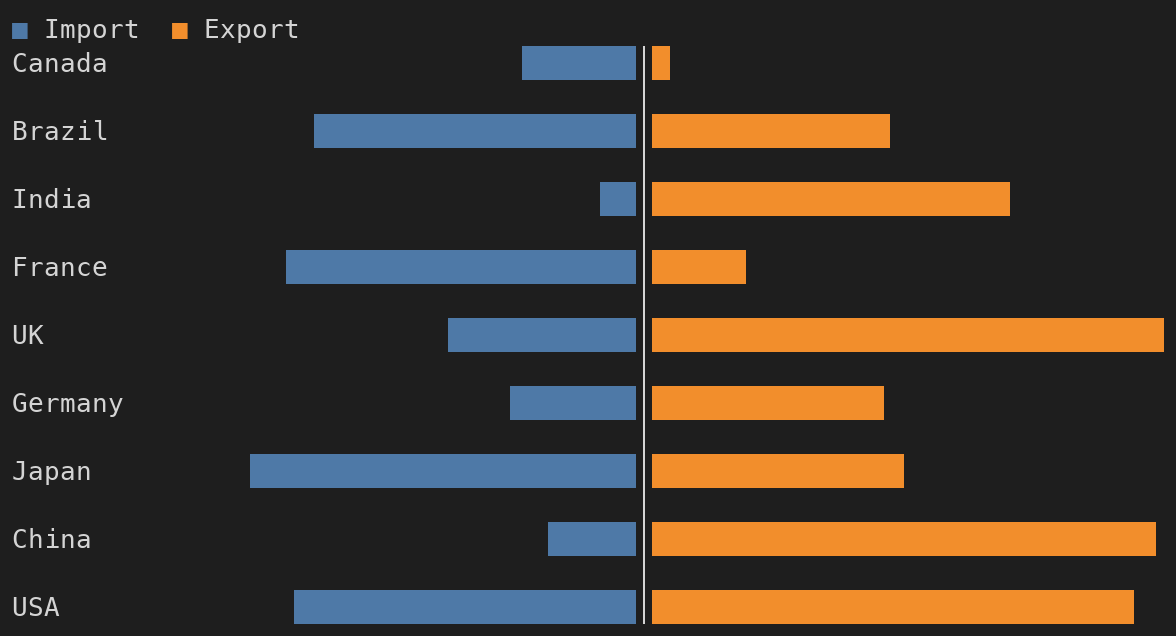 ■ Import ■ Export
Canada
Brazil
India
France
UK
Germany
Japan
China
USA